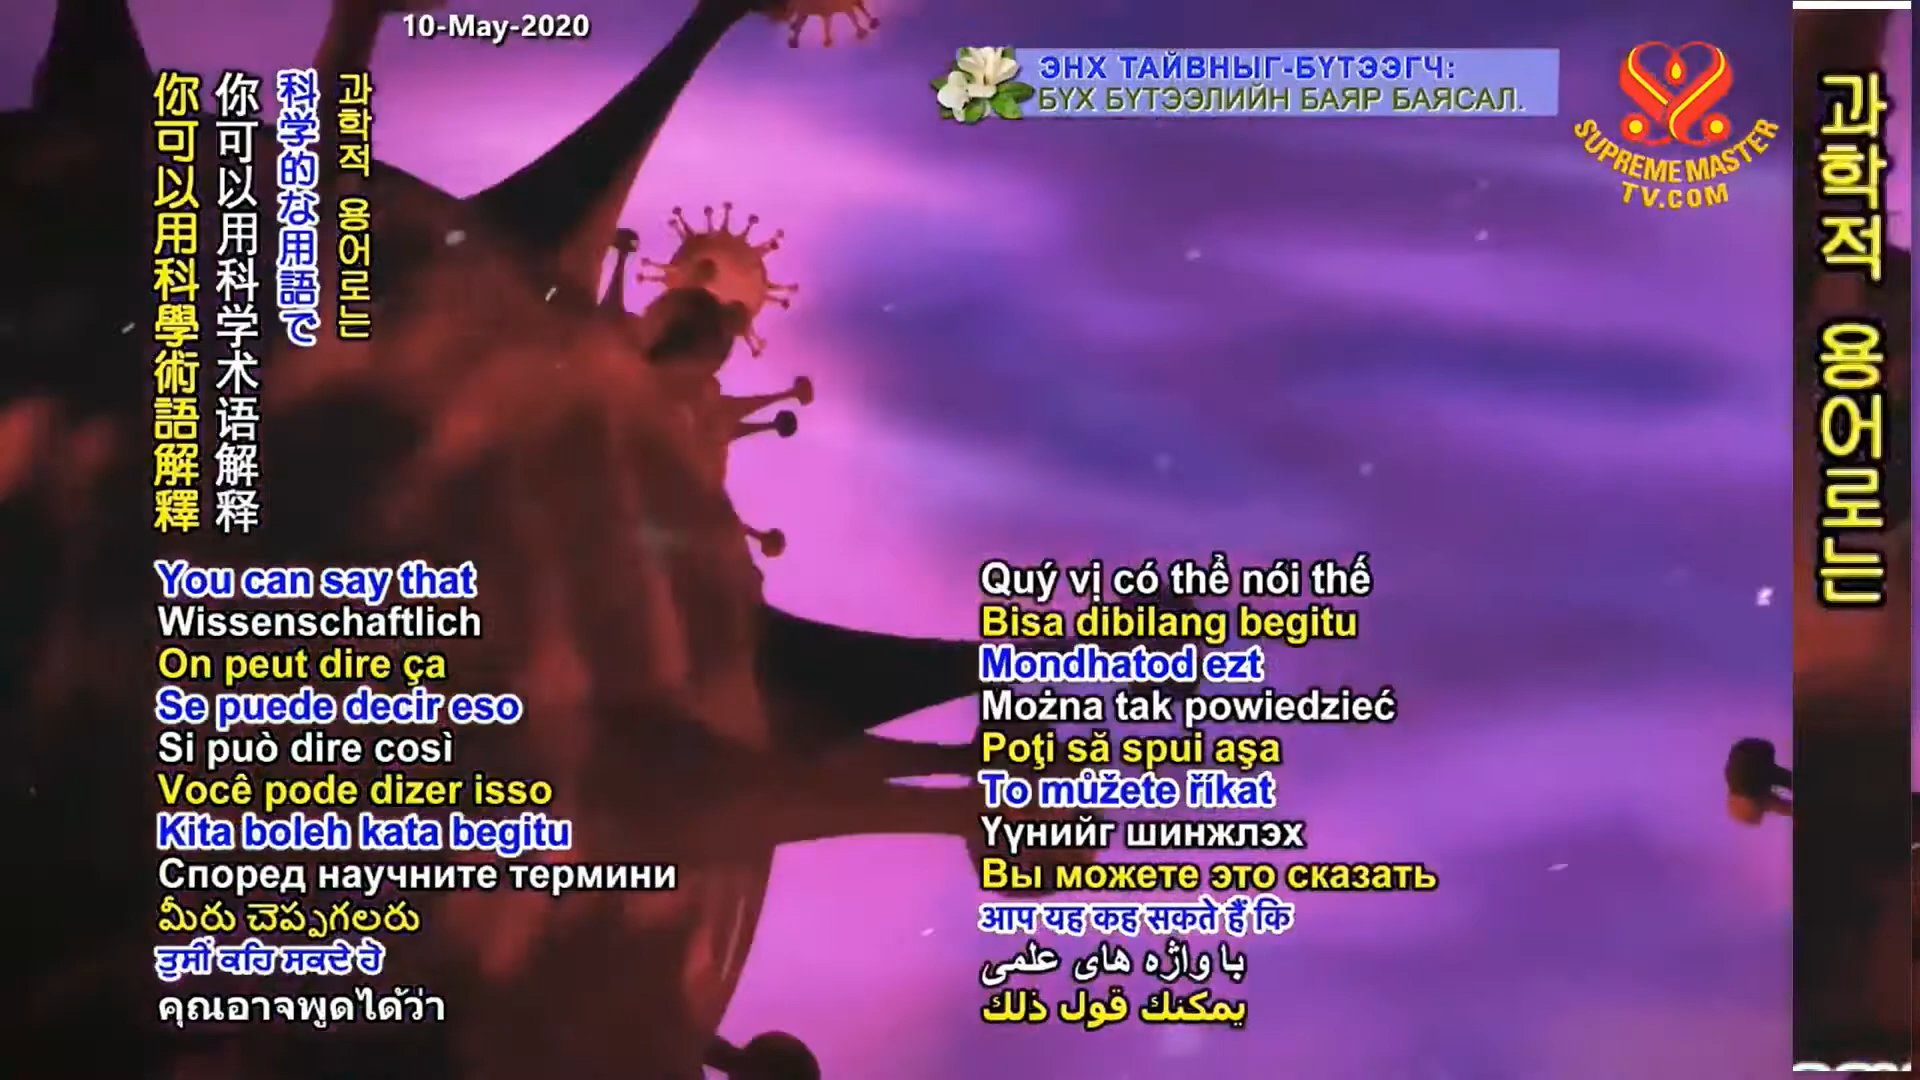 10-May-2020
ЭНХ ТАЙВНЫГ-БҮТЭЭГЧ:
БҮХ БҮТЭЭЛИЙН БАЯР БАЯСАЛ.
SUPREME MASTER
TV.COM
과학적 용어로는
과학적 용어로는
科学的な用語で
你可以用科学术语解释
你可以用科學術語解釋
You can say that
Wissenschaftlich
On peut dire ça
Se puede decir eso
Si può dire così
Você pode dizer isso
Kita boleh kata begitu
Според научните термини
మీరు చెప్పగలరు
ਤੁਸੀਂ ਕਹਿ ਸਕਦੇ ਹੋ
คุณอาจพูดได้ว่า
Quý vị có thể nói thế
Bisa dibilang begitu
Mondhatod ezt
Można tak powiedzieć
Poţi să spui aşa
To můžete říkat
Үүнийг шинжлэх
Вы можете это сказать
आप यह कह सकते हैं कि
با واژه های علمی
يمكنك قول ذلك